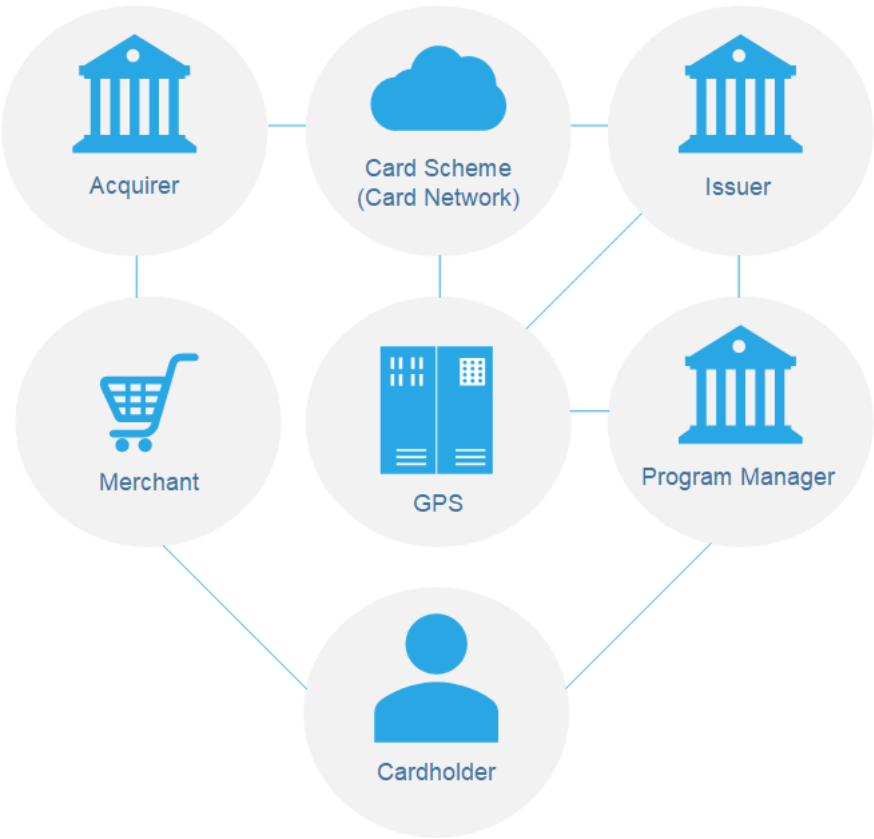 Acquirer
Card Scheme
(Card Network)
Issuer
Merchant
GPS
Program Manager
Cardholder